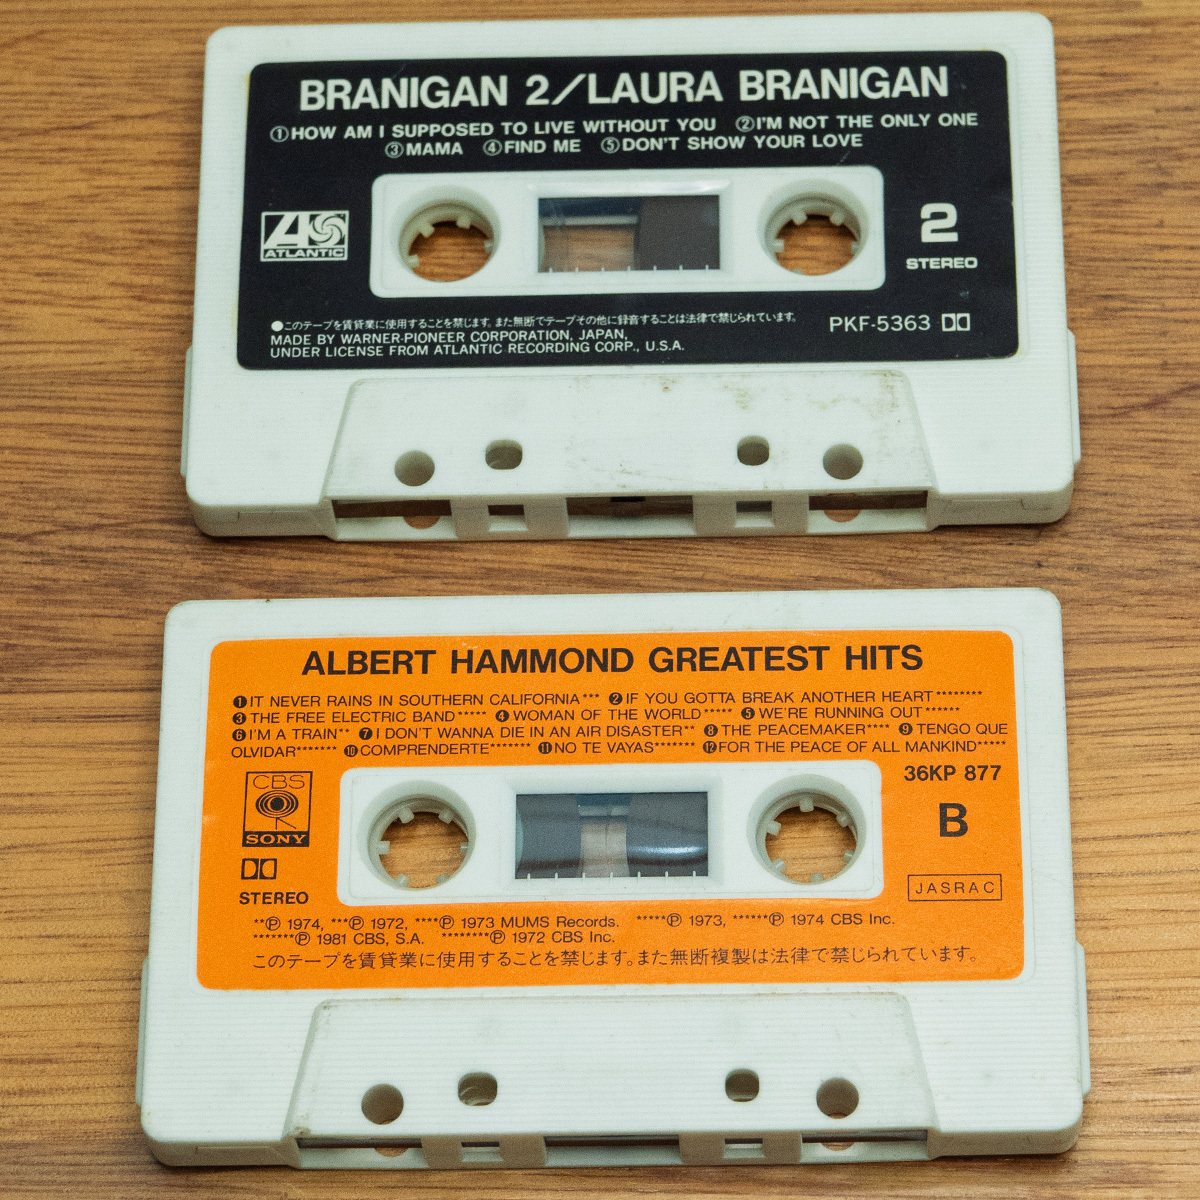 BRANIGAN 2/LAURA BRANIGAN
①HOW AM I SUPPOSED TO LIVE WITHOUT YOU ②I'M NOT THE ONLY ONE
③MAMA ④FIND ME ⑤DON'T SHOW YOUR LOVE
ATLANTIC
2
STEREO
●このテープを賃貸業に使用することを禁じます。また無断でテープその他に録音することは法律で禁じられています。
MADE BY WARNER-PIONEER CORPORATION, JAPAN,
UNDER LICENSE FROM ATLANTIC RECORDING CORP., U.S.A.
PKF-5363
ALBERT HAMMOND GREATEST HITS
❶IT NEVER RAINS IN SOUTHERN CALIFORNIA*** ❷IF YOU GOTTA BREAK ANOTHER HEART********
❸THE FREE ELECTRIC BAND***** ❹WOMAN OF THE WORLD***** ❺WE'RE RUNNING OUT******
❻I'M A TRAIN** ❼I DON'T WANNA DIE IN AN AIR DISASTER** ❽THE PEACEMAKER**** ❾TENGO QUE
OLVIDAR******* ❿COMPRENDERTE******* ⓫NO TE VAYAS******* ⓬FOR THE PEACE OF ALL MANKIND*****
CBS
SONY
STEREO
36KP 877
B
JASRAC
**Ⓟ 1974, ***Ⓟ 1972, ****Ⓟ 1973 MUMS Records. *****Ⓟ 1973, ******Ⓟ 1974 CBS Inc.
*******Ⓟ 1981 CBS, S.A. ********Ⓟ 1972 CBS Inc.
このテープを賃貸業に使用することを禁じます。また無断複製は法律で禁じられています。